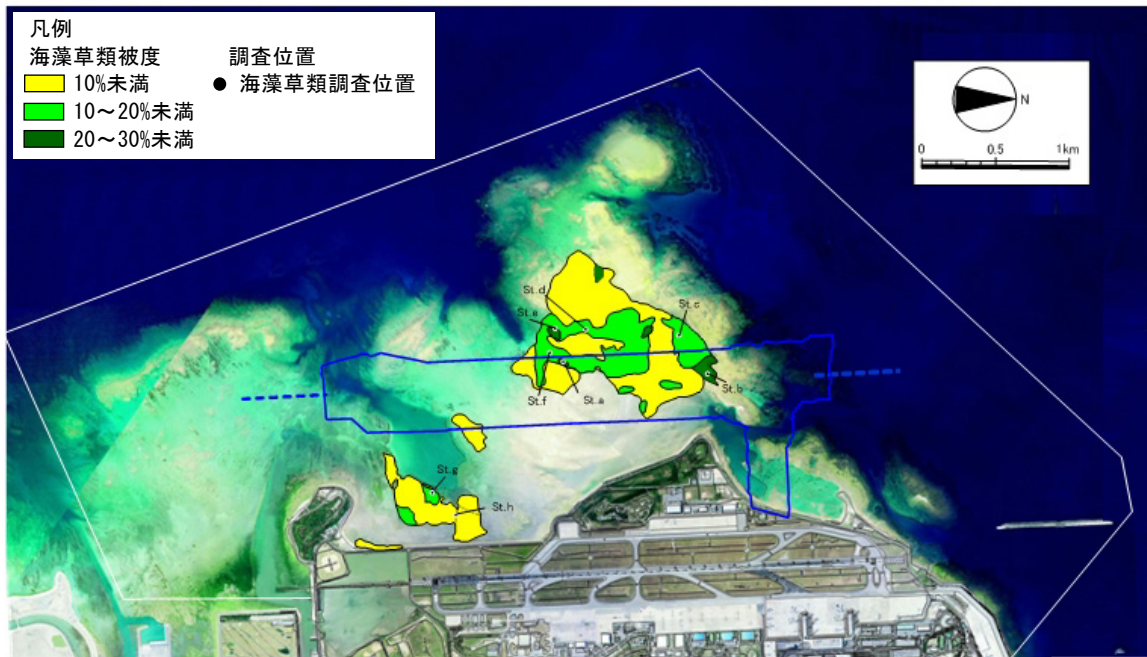 凡例
海藻草類被度
調査位置
10%未満
● 海藻草類調査位置
10～20%未満
20～30%未満
N
0 0.5 1km
St.d
St.e
St.c
St.b
St.f
St.a
St.g
St.h